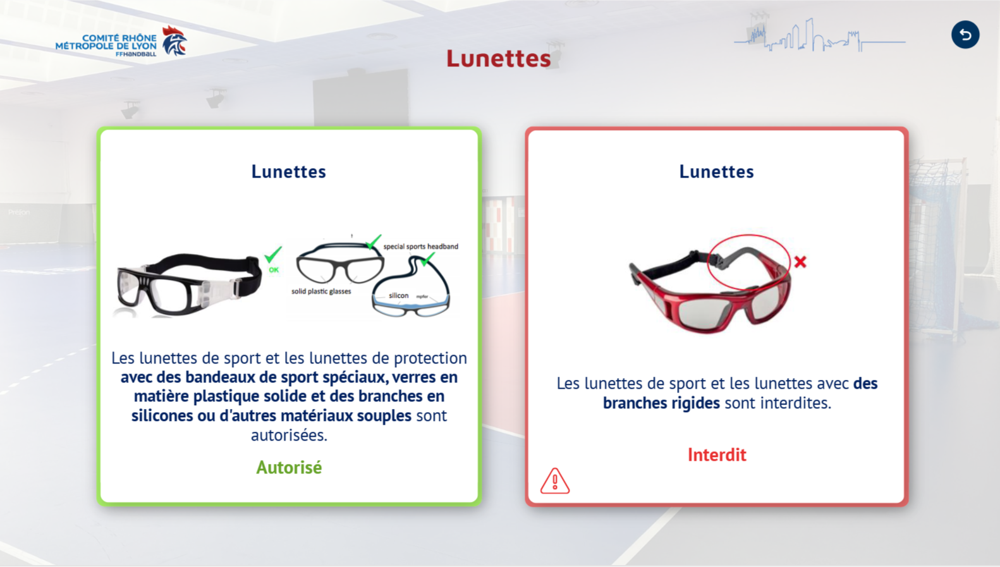 COMITÉ RHÔNE
MÉTROPOLE DE LYON
FFHANDBALL
Lunettes
Lunettes
OK
special sports headband
solid plastic glasses
silicon
mpfer
Les lunettes de sport et les lunettes de protection
avec des bandeaux de sport spéciaux, verres en
matière plastique solide et des branches en
silicones ou d'autres matériaux souples sont
autorisées.
Autorisé
Lunettes
Les lunettes de sport et les lunettes avec des
branches rigides sont interdites.
Interdit